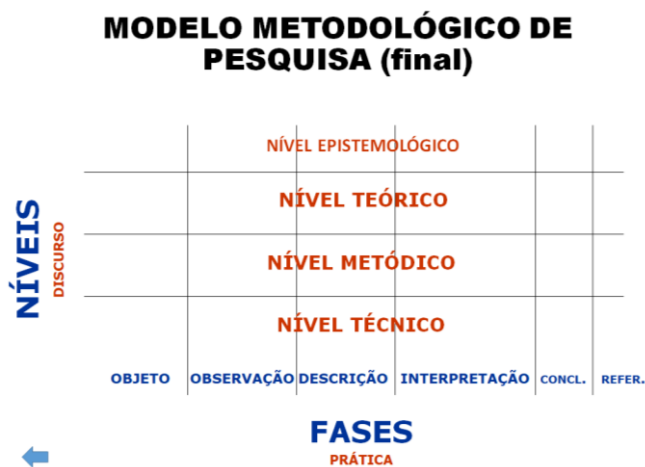 MODELO METODOLÓGICO DE
PESQUISA (final)
NÍVEL EPISTEMOLÓGICO
NÍVEL TEÓRICO
NÍVEL METÓDICO
NÍVEL TÉCNICO
NÍVEIS
DISCURSO
OBJETO OBSERVAÇÃO DESCRIÇÃO INTERPRETAÇÃO CONCL. REFER.
FASES
PRÁTICA